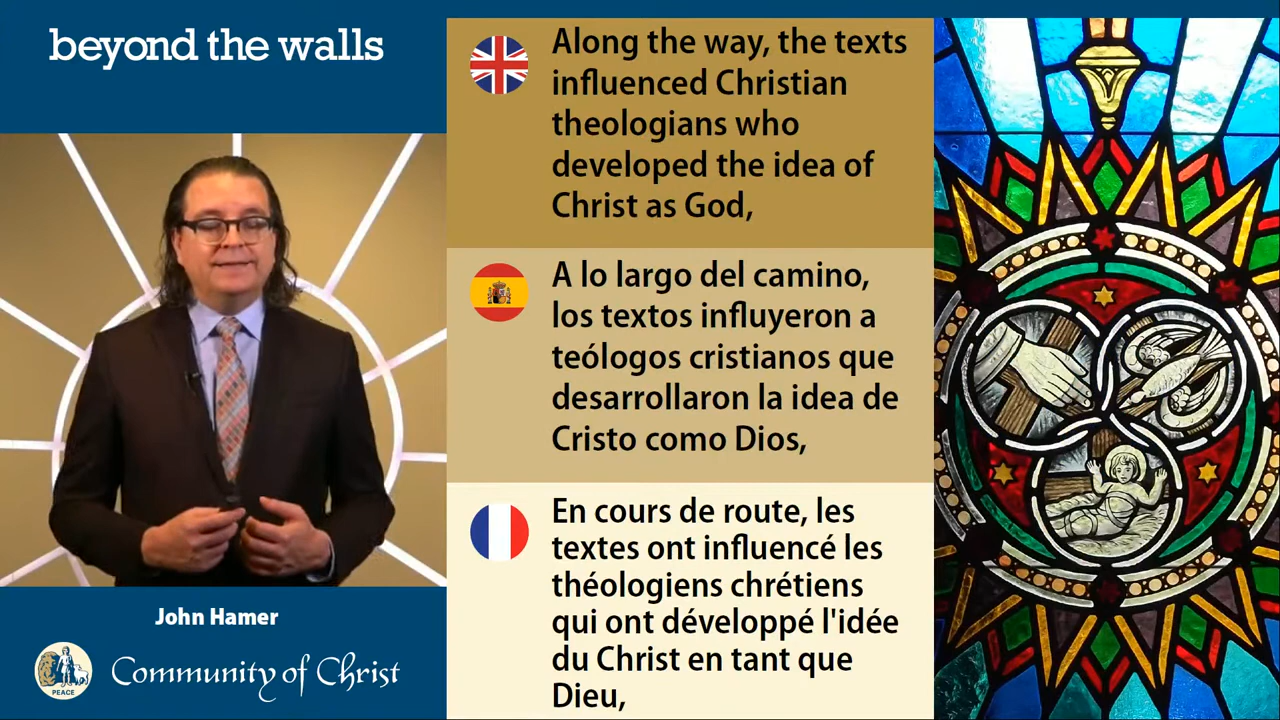 beyond the walls
Along the way, the texts
influenced Christian
theologians who
developed the idea of
Christ as God,
A lo largo del camino,
los textos influyeron a
teólogos cristianos que
desarrollaron la idea de
Cristo como Dios,
En cours de route, les
textes ont influencé les
théologiens chrétiens
qui ont développé l'idée
du Christ en tant que
Dieu,
John Hamer
PEACE
Community of Christ